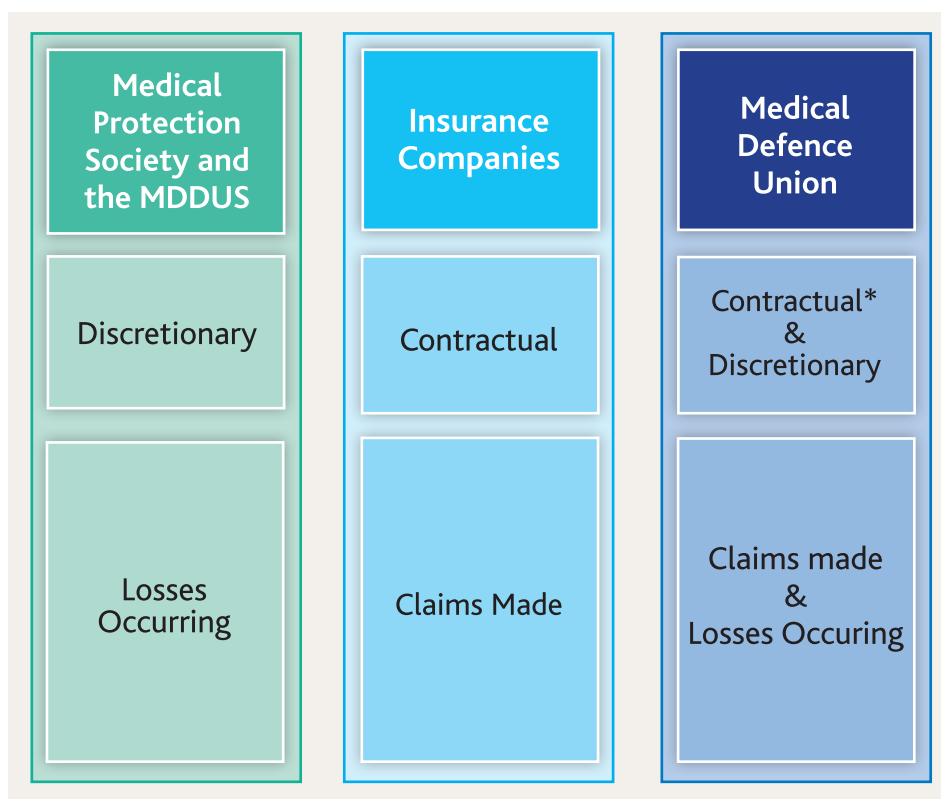 Medical
Protection
Society and
the MDDUS
Discretionary
Losses
Occurring
Insurance
Companies
Contractual
Claims Made
Medical
Defence
Union
Contractual*
&
Discretionary
Claims made
&
Losses Occuring